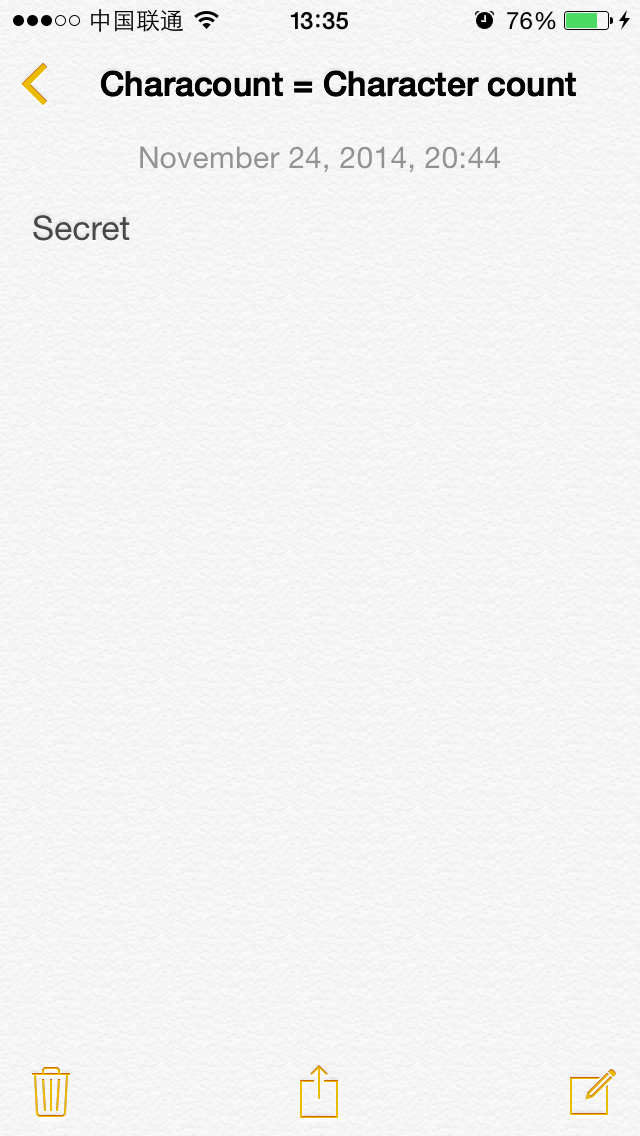 中国联通 13:35 76%
Characount = Character count
November 24, 2014, 20:44
Secret